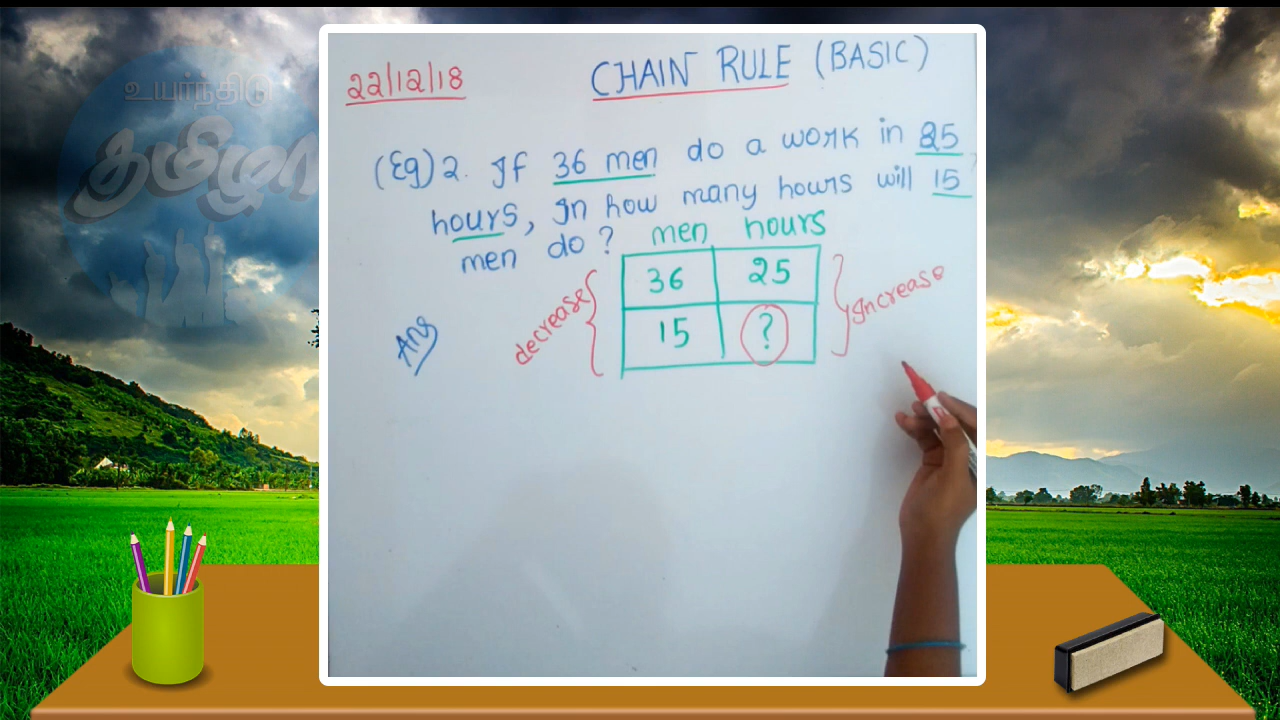 உயர்ந்திடு
தமிழா
22/12/18
CHAIN RULE (BASIC)
(Eg) 2. If 36 men do a work in 25
hours, In how many hours will 15
men do?
men hours
36 25
15 ?
decrease
Increase
Ans